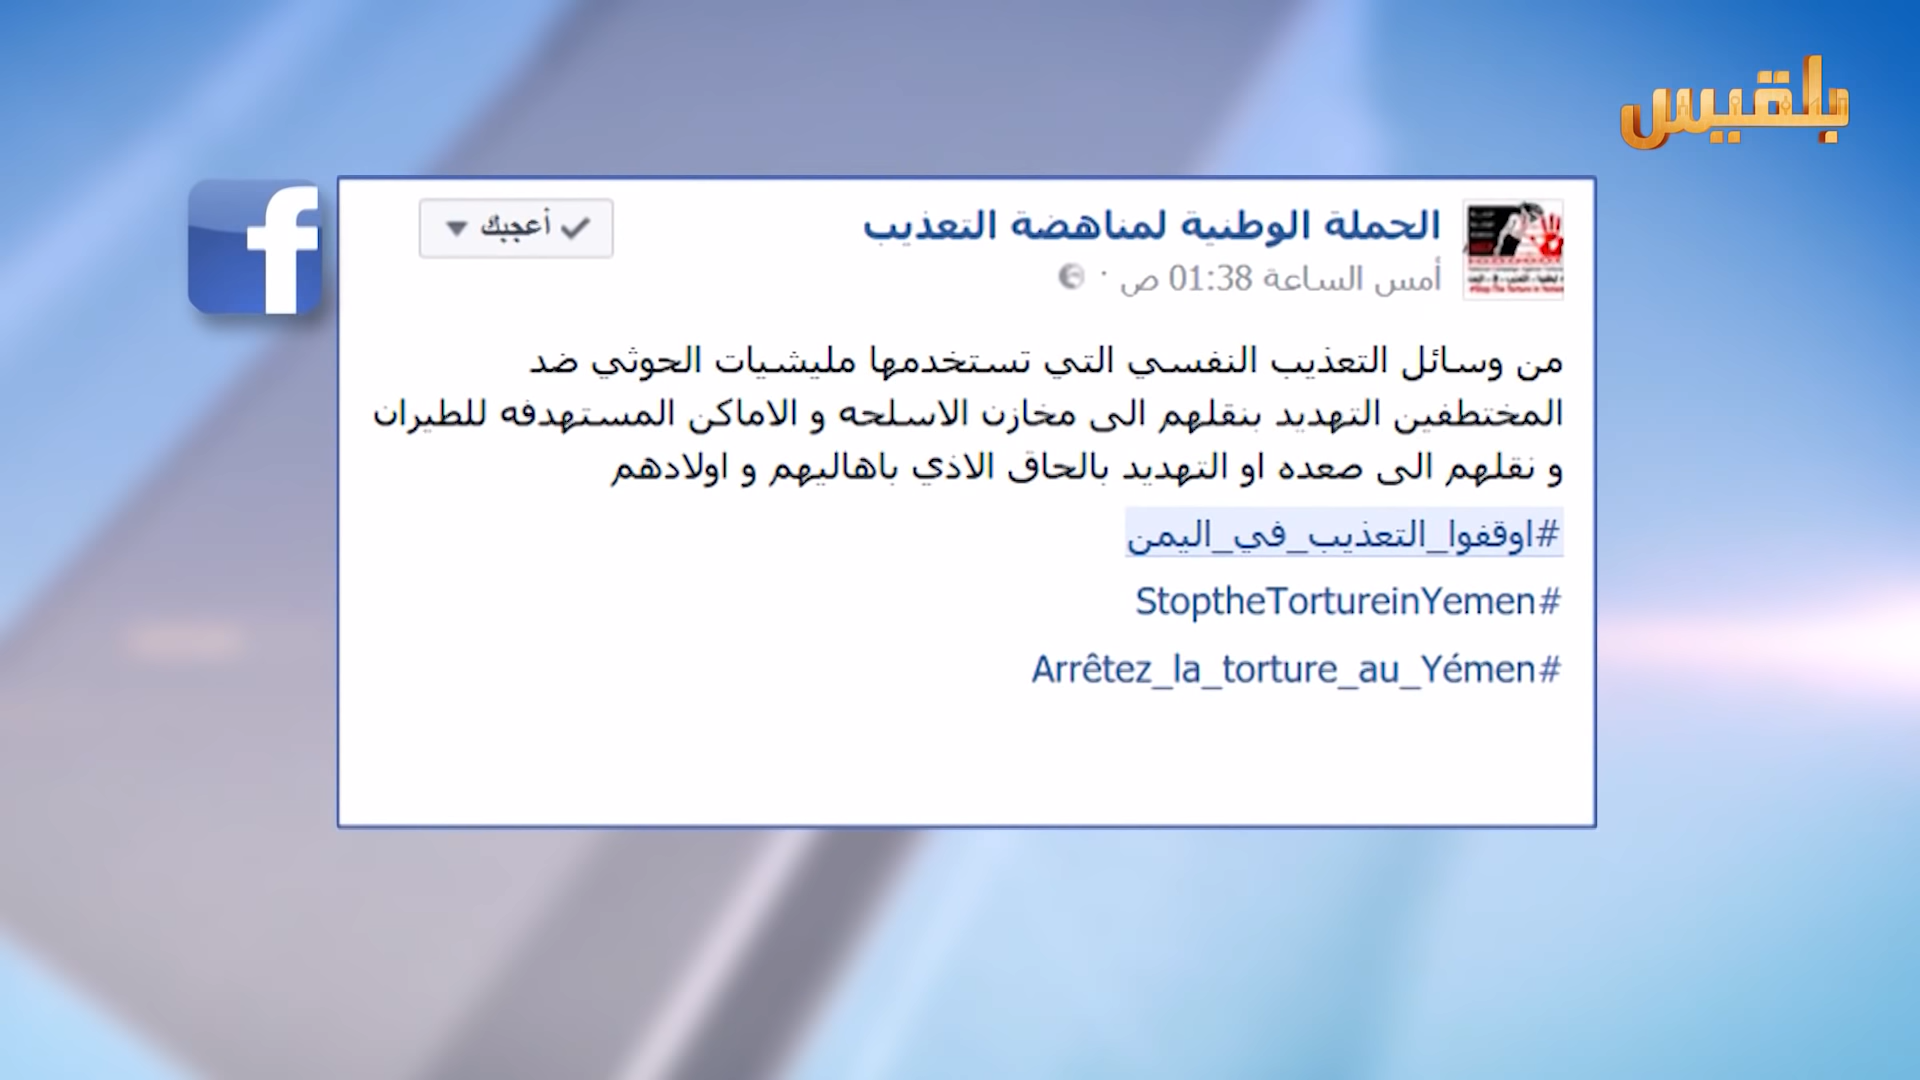 بلقيس
الحملة الوطنية لمناهضة التعذيب
أعجبك
أمس الساعة 01:38 ص ·
من وسائل التعذيب النفسي التي تستخدمها مليشيات الحوثي ضد
المختطفين التهديد بنقلهم الى مخازن الاسلحه و الاماكن المستهدفه للطيران
و نقلهم الى صعده او التهديد بالحاق الاذي باهاليهم و اولادهم
#اوقفوا_التعذيب_في_اليمن
#StoptheTortureinYemen
#Arrêtez_la_torture_au_Yémen